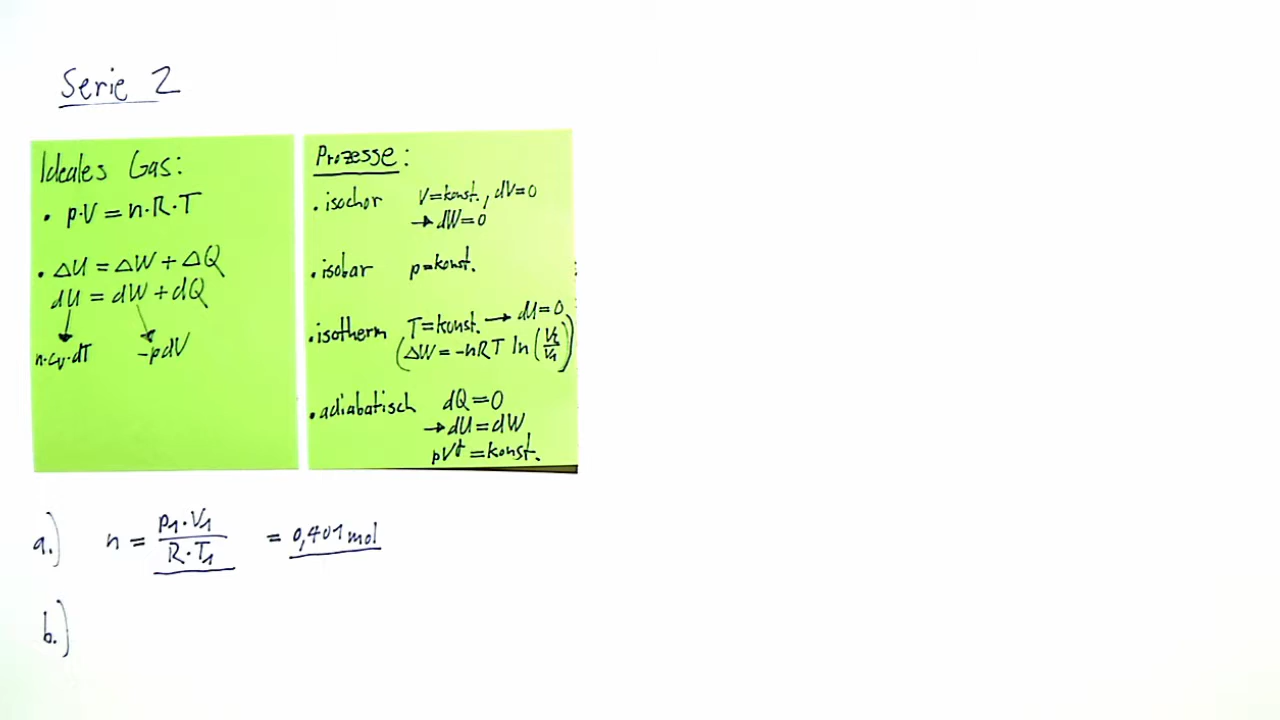 Serie 2
Ideales Gas:
• p·V = n·R·T
• ΔU = ΔW + ΔQ
dU = dW + dQ
n·cv·dT -pdV
Prozesse:
• isochor V=konst., dV=0
→ dW=0
• isobar p=konst.
• isotherm T=konst. → dU=0
(ΔW = -nRT ln(V2/V1))
• adiabatisch dQ=0
→ dU=dW
pVγ = konst.
a.) n = p1·V1 / R·T1 = 0,401 mol
b.)